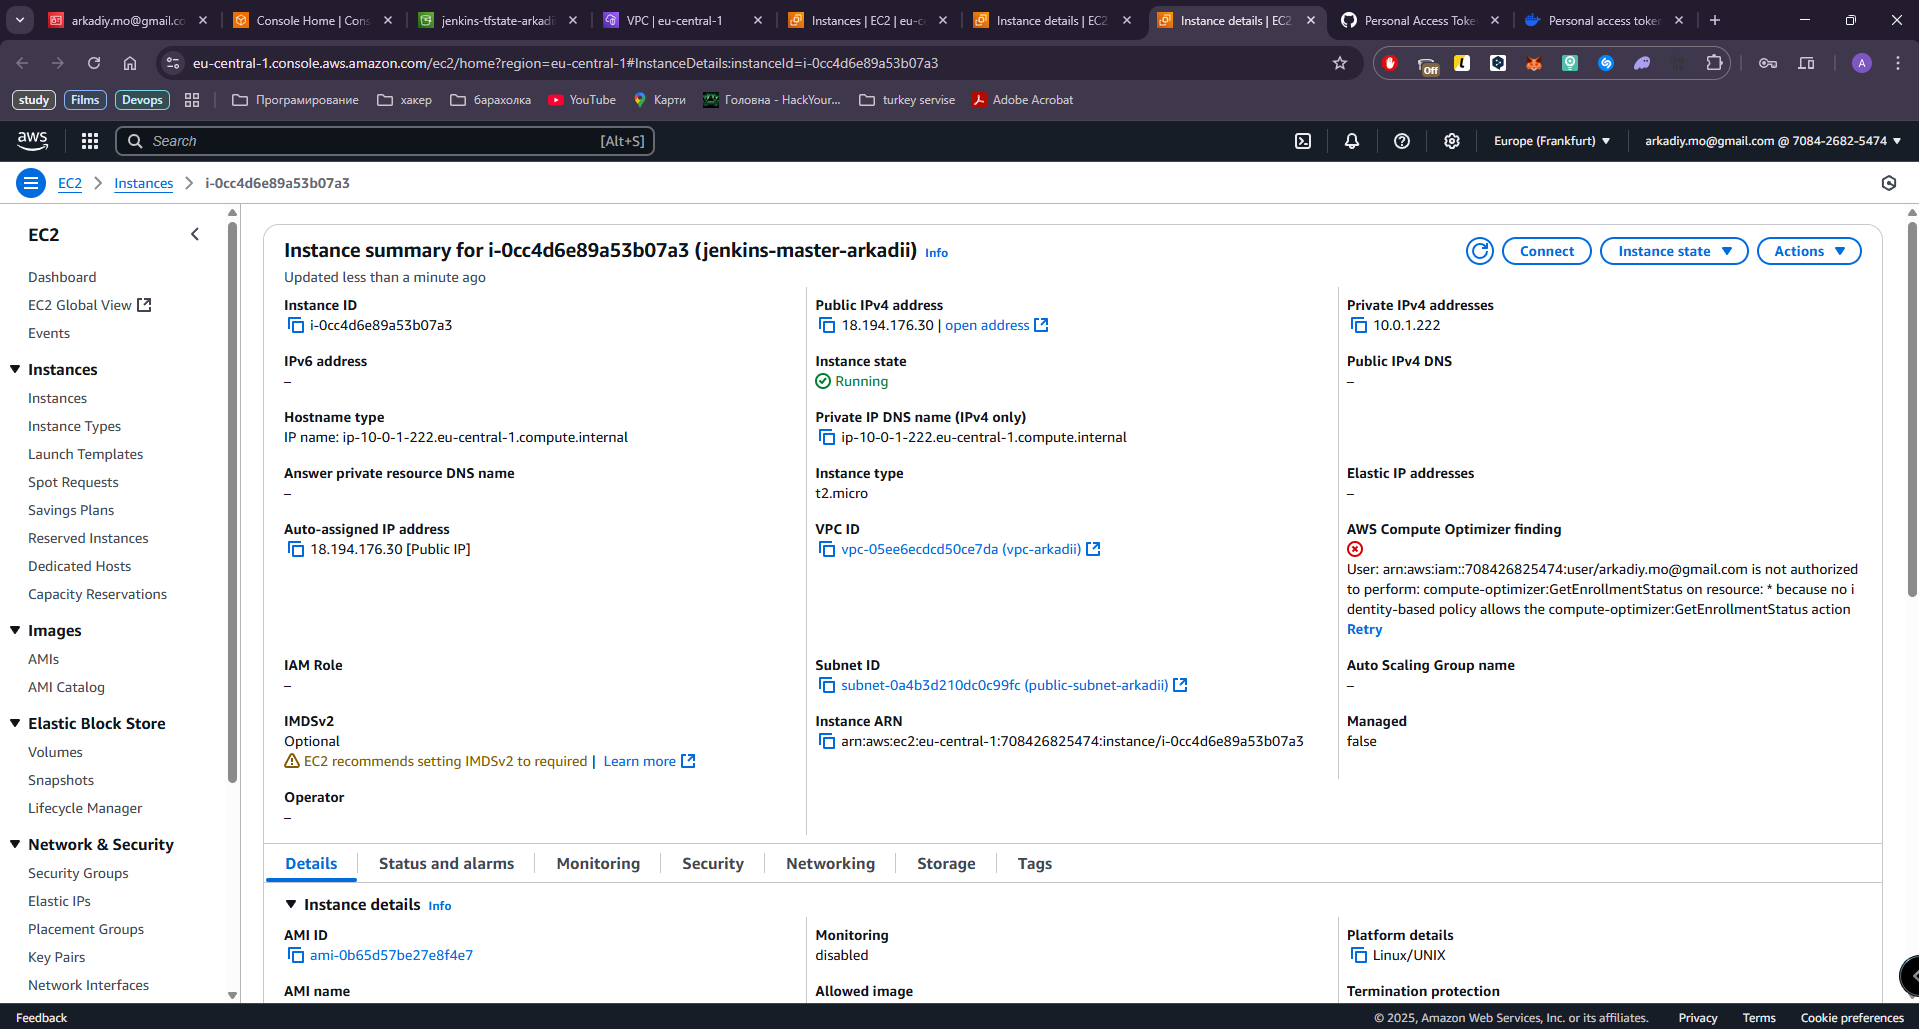 arkadiy.mo@gmail.co
Console Home | Cons
jenkins-tfstate-arkadi
VPC | eu-central-1
Instances | EC2 | eu-c
Instance details | EC2
Instance details | EC2
Personal Access Toke
Personal access token
eu-central-1.console.aws.amazon.com/ec2/home?region=eu-central-1#InstanceDetails:instanceId=i-0cc4d6e89a53b07a3
Off
A
study
Films
Devops
Програмирование
хакер
барахолка
YouTube
Карти
Головна - HackYour...
turkey servise
Adobe Acrobat
aws
Search
[Alt+S]
Europe (Frankfurt)
arkadiy.mo@gmail.com @ 7084-2682-5474
EC2
Instances
i-0cc4d6e89a53b07a3
EC2
Dashboard
EC2 Global View
Events
Instances
Instances
Instance Types
Launch Templates
Spot Requests
Savings Plans
Reserved Instances
Dedicated Hosts
Capacity Reservations
Images
AMIs
AMI Catalog
Elastic Block Store
Volumes
Snapshots
Lifecycle Manager
Network & Security
Security Groups
Elastic IPs
Placement Groups
Key Pairs
Network Interfaces
Instance summary for i-0cc4d6e89a53b07a3 (jenkins-master-arkadii) Info
Updated less than a minute ago
Connect
Instance state
Actions
Instance ID
i-0cc4d6e89a53b07a3
Public IPv4 address
18.194.176.30 | open address
Private IPv4 addresses
10.0.1.222
IPv6 address
–
Instance state
Running
Public IPv4 DNS
–
Hostname type
IP name: ip-10-0-1-222.eu-central-1.compute.internal
Private IP DNS name (IPv4 only)
ip-10-0-1-222.eu-central-1.compute.internal
Answer private resource DNS name
–
Instance type
t2.micro
Elastic IP addresses
–
Auto-assigned IP address
18.194.176.30 [Public IP]
VPC ID
vpc-05ee6ecdcd50ce7da (vpc-arkadii)
AWS Compute Optimizer finding
User: arn:aws:iam::708426825474:user/arkadiy.mo@gmail.com is not authorized
to perform: compute-optimizer:GetEnrollmentStatus on resource: * because no i
dentity-based policy allows the compute-optimizer:GetEnrollmentStatus action
Retry
IAM Role
–
Subnet ID
subnet-0a4b3d210dc0c99fc (public-subnet-arkadii)
Auto Scaling Group name
–
IMDSv2
Optional
EC2 recommends setting IMDSv2 to required | Learn more
Instance ARN
arn:aws:ec2:eu-central-1:708426825474:instance/i-0cc4d6e89a53b07a3
Managed
false
Operator
–
Details
Status and alarms
Monitoring
Security
Networking
Storage
Tags
Instance details Info
AMI ID
ami-0b65d57be27e8f4e7
Monitoring
disabled
Platform details
Linux/UNIX
AMI name
Allowed image
Termination protection
Feedback
© 2025, Amazon Web Services, Inc. or its affiliates.
Privacy
Terms
Cookie preferences